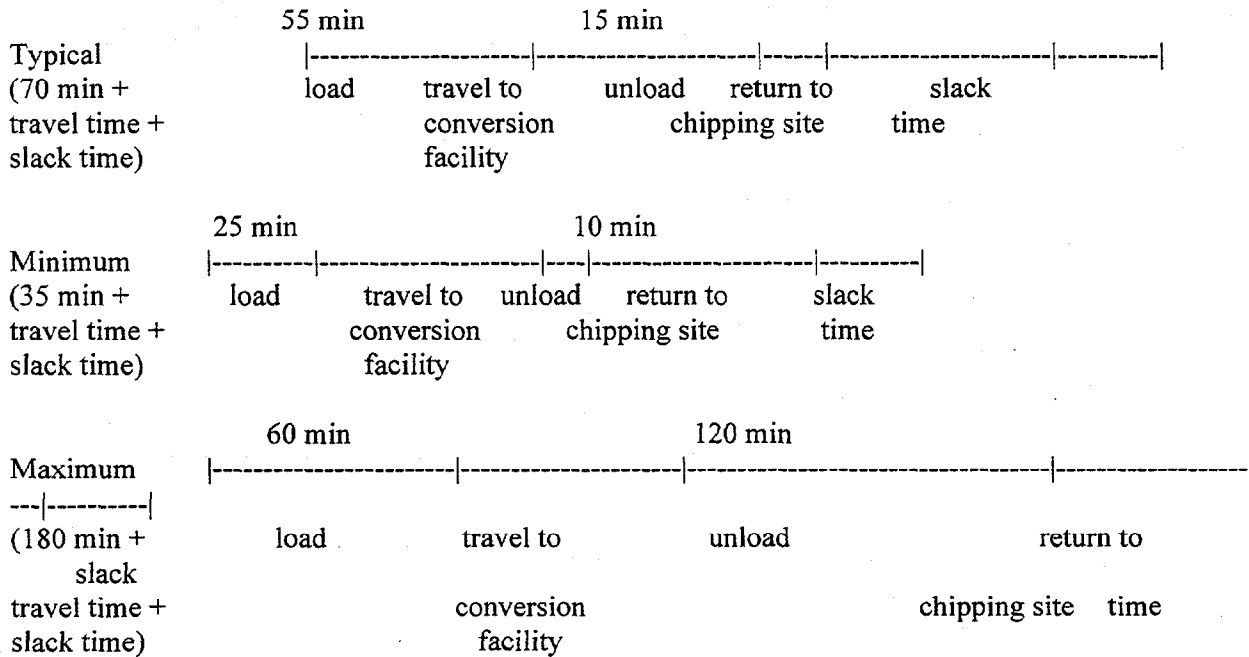 55 min 15 min
Typical |---------------------|---------------------|------|---------------------|----------|
(70 min + load travel to unload return to slack
travel time + conversion chipping site time
slack time) facility
25 min 10 min
Minimum |----------|---------------------|----|---------------------|----------|
(35 min + load travel to unload return to slack
travel time + conversion chipping site time
slack time) facility
60 min 120 min
Maximum |-----------------------|---------------------|-----------------------------------|------------------
---|----------|
(180 min + load travel to unload return to
slack
travel time + conversion chipping site time
slack time) facility